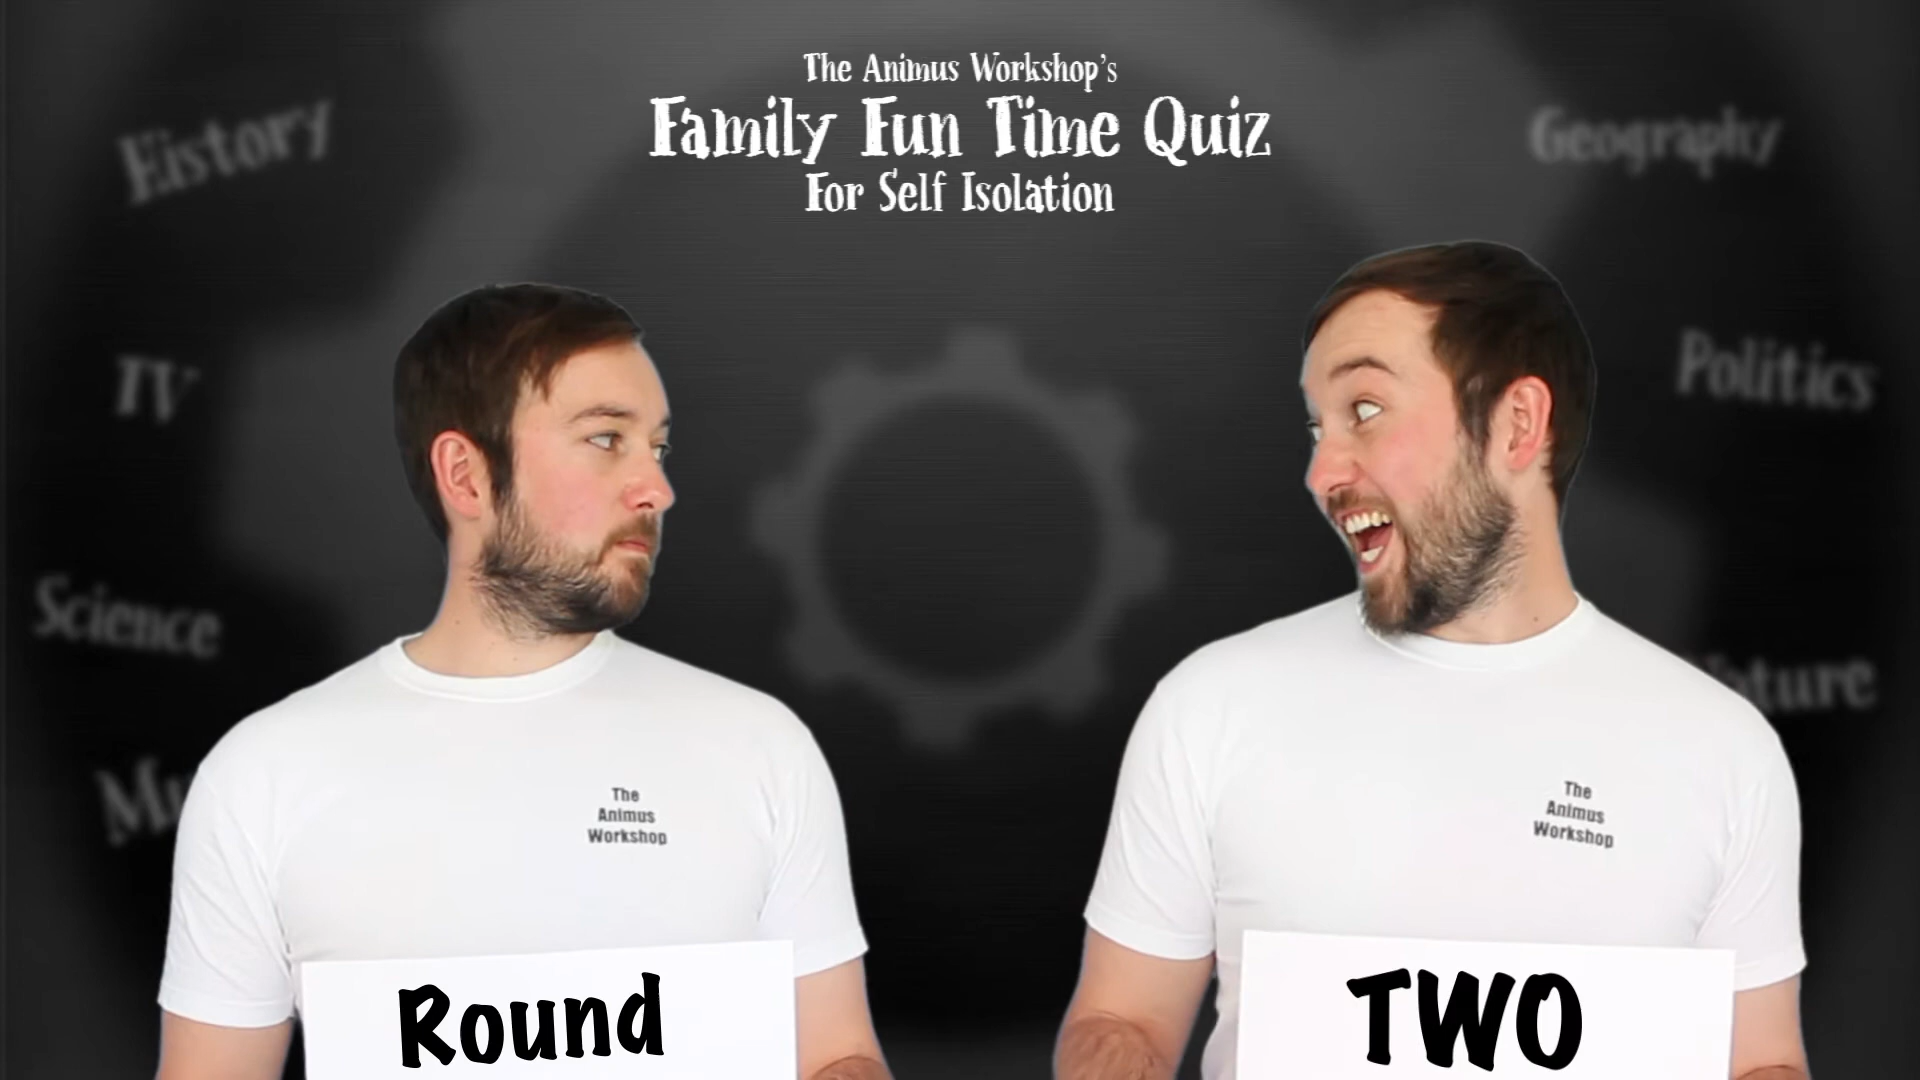 The Animus Workshop's
Family Fun Time Quiz
For Self Isolation
History
Geography
TV
Politics
Science
The
Animus
Workshop
The
Animus
Workshop
Round
TWO